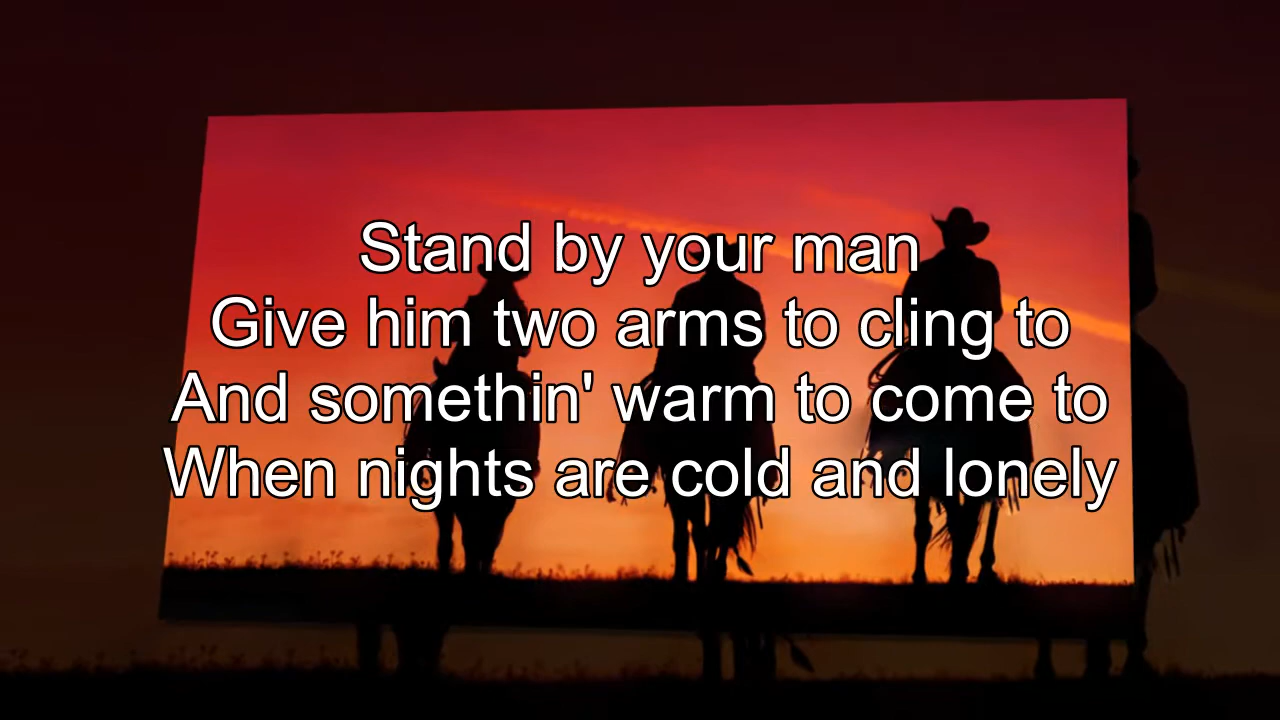 Stand by your man
Give him two arms to cling to
And somethin' warm to come to
When nights are cold and lonely